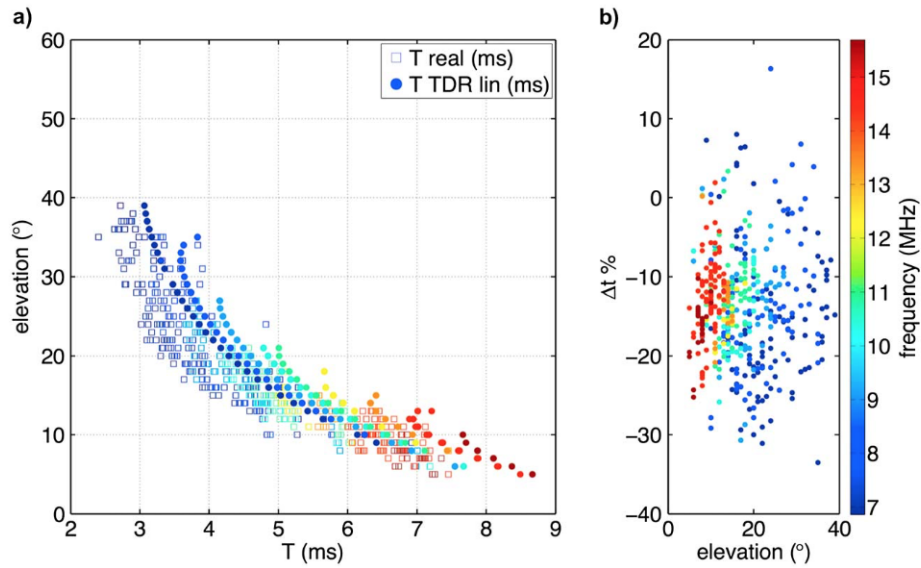 a)
60
50
40
30
20
10
0
elevation (°)
2 3 4 5 6 7 8 9
T (ms)
T real (ms)
T TDR lin (ms)
b)
20
10
0
−10
−20
−30
−40
Δt %
0 20 40
elevation (°)
15
14
13
12
11
10
9
8
7
frequency (MHz)